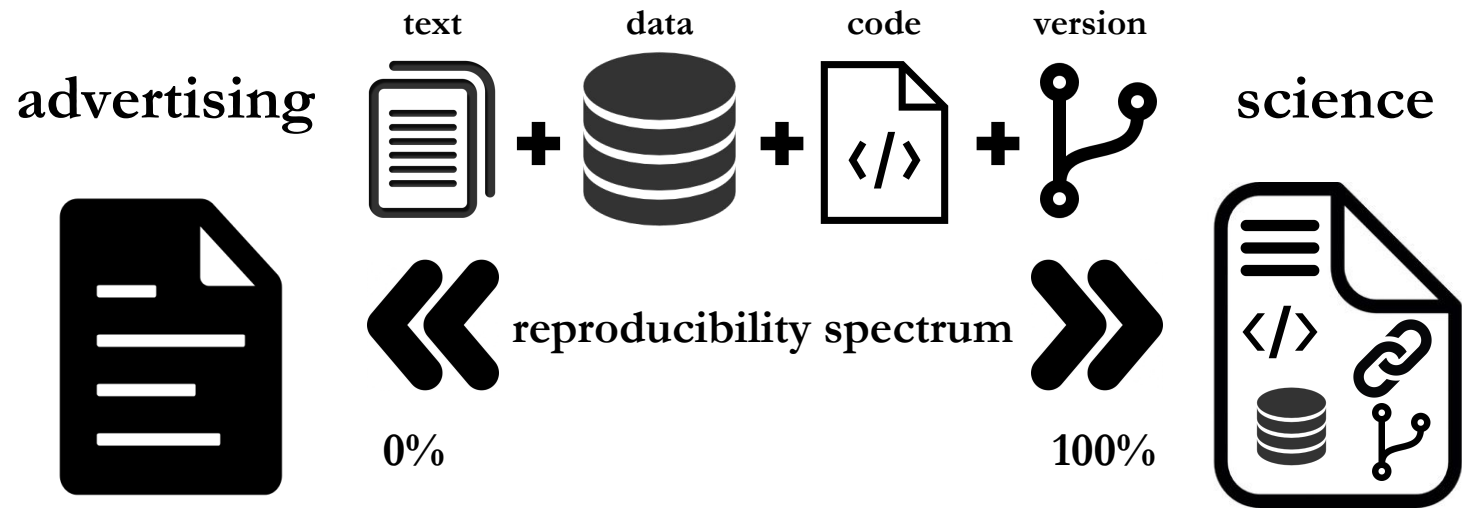 text data code version
advertising
science
</>
reproducibility spectrum
</>
0%
100%